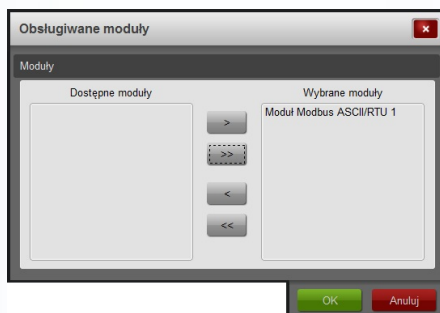 Obsługiwane moduły
Moduły
Dostępne moduły
Wybrane moduły
Moduł Modbus ASCII/RTU 1
>
>>
<
<<
OK
Anuluj